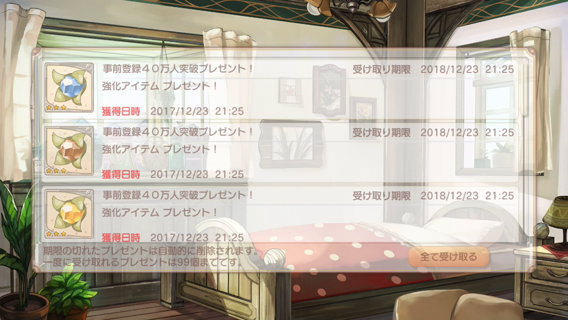 事前登録４０万人突破プレゼント！ 受け取り期限 2018/12/23 21:25
強化アイテム プレゼント！
獲得日時 2017/12/23 21:25
事前登録４０万人突破プレゼント！ 受け取り期限 2018/12/23 21:25
強化アイテム プレゼント！
獲得日時 2017/12/23 21:25
事前登録４０万人突破プレゼント！ 受け取り期限 2018/12/23 21:25
強化アイテム プレゼント！
獲得日時 2017/12/23 21:25
期限の切れたプレゼントは自動的に削除されます。
一度に受け取れるプレゼントは99個までです。
全て受け取る